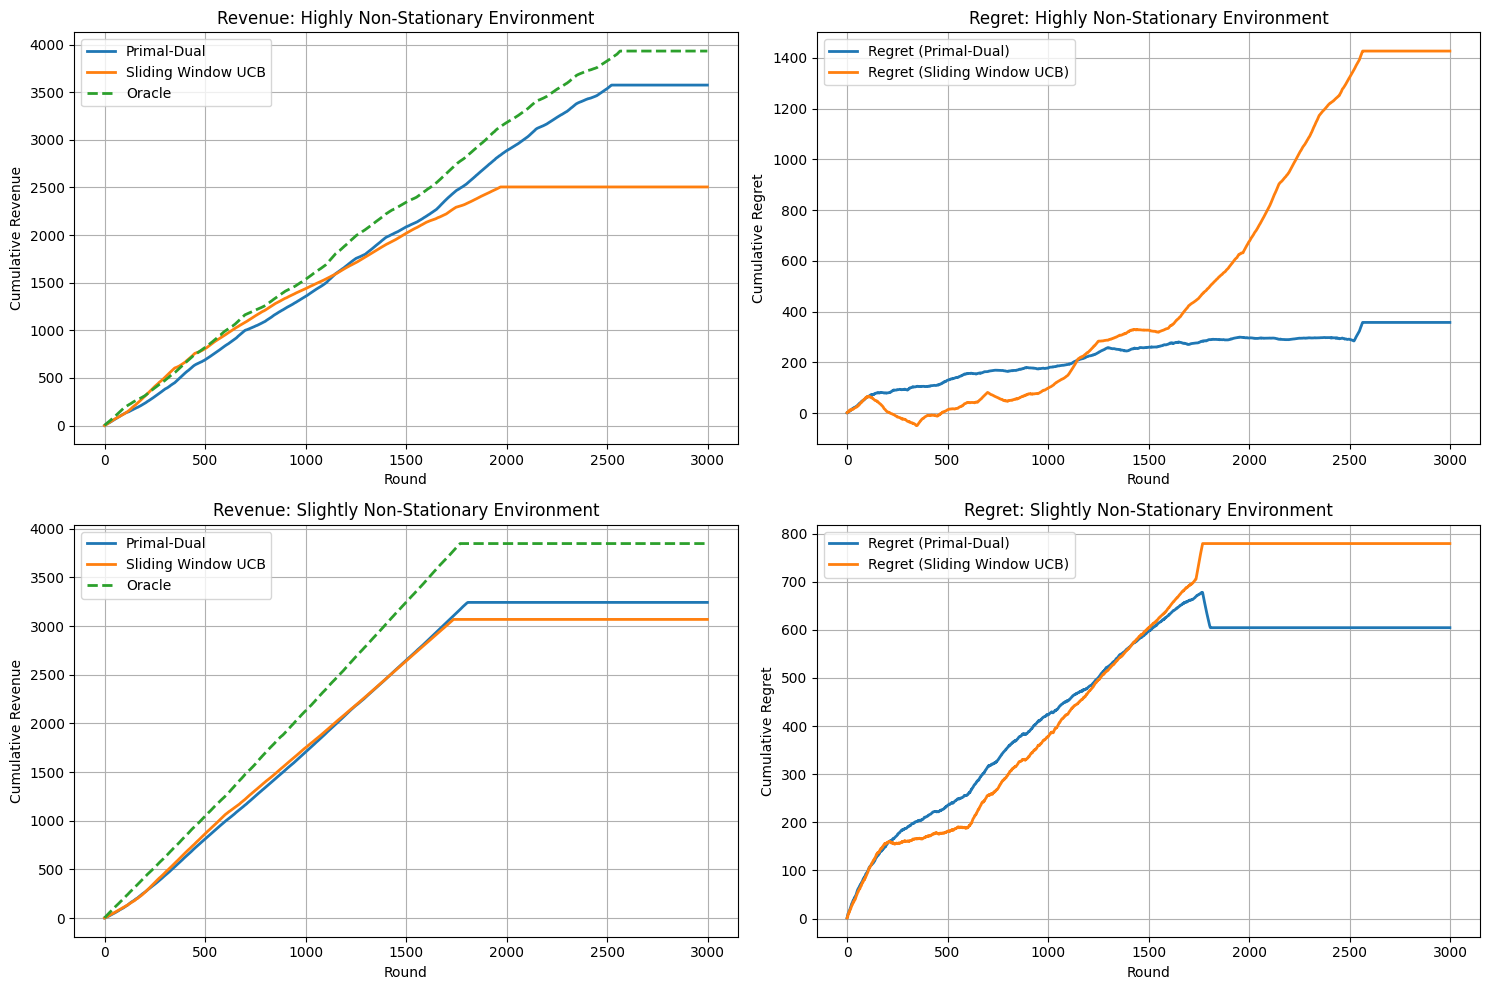 Revenue: Highly Non-Stationary Environment
Cumulative Revenue
4000
3500
3000
2500
2000
1500
1000
500
0
Primal-Dual
Sliding Window UCB
Oracle
0 500 1000 1500 2000 2500 3000
Round
Regret: Highly Non-Stationary Environment
Cumulative Regret
1400
1200
1000
800
600
400
200
0
Regret (Primal-Dual)
Regret (Sliding Window UCB)
0 500 1000 1500 2000 2500 3000
Round
Revenue: Slightly Non-Stationary Environment
Cumulative Revenue
4000
3500
3000
2500
2000
1500
1000
500
0
Primal-Dual
Sliding Window UCB
Oracle
0 500 1000 1500 2000 2500 3000
Round
Regret: Slightly Non-Stationary Environment
Cumulative Regret
800
700
600
500
400
300
200
100
0
Regret (Primal-Dual)
Regret (Sliding Window UCB)
0 500 1000 1500 2000 2500 3000
Round